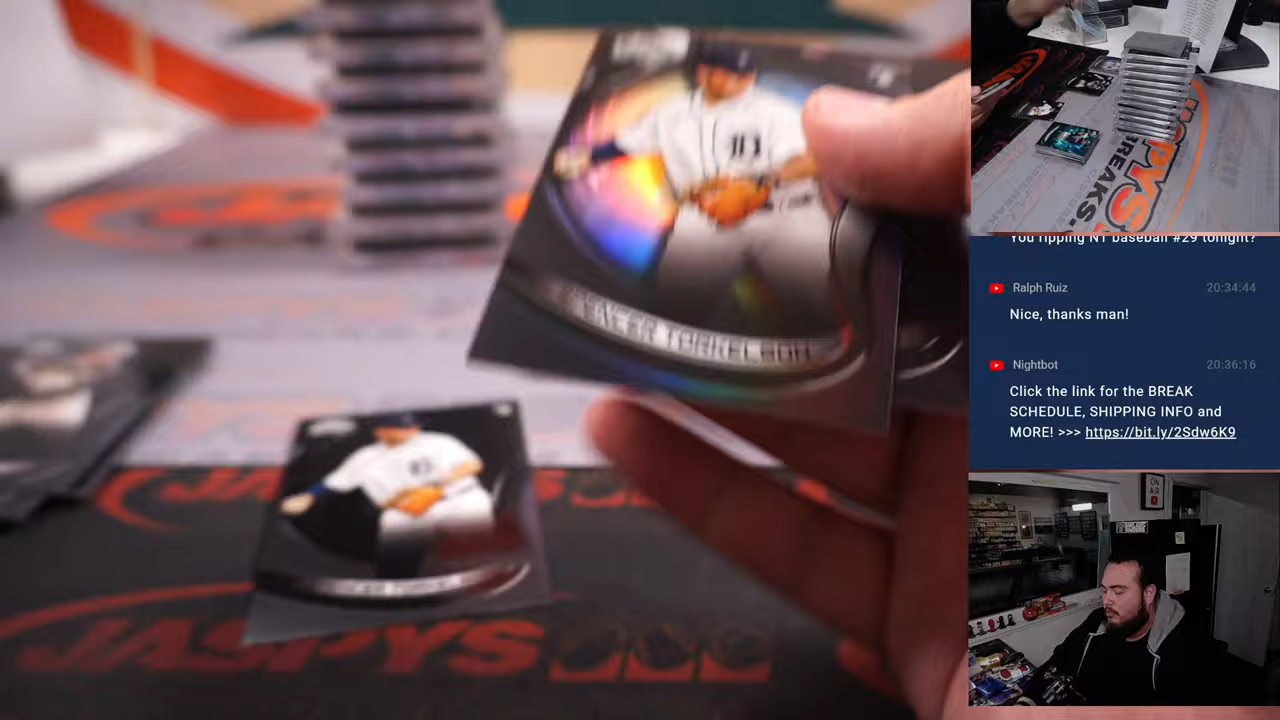 SPENCER TORKELSON
JASPYS
JASPYS
BREAKS.
You ripping NT baseball #29 tonight?
Ralph Ruiz 20:34:44
Nice, thanks man!
Nightbot 20:36:16
Click the link for the BREAK
SCHEDULE, SHIPPING INFO and
MORE! >>> https://bit.ly/2Sdw6K9
ON
AIR